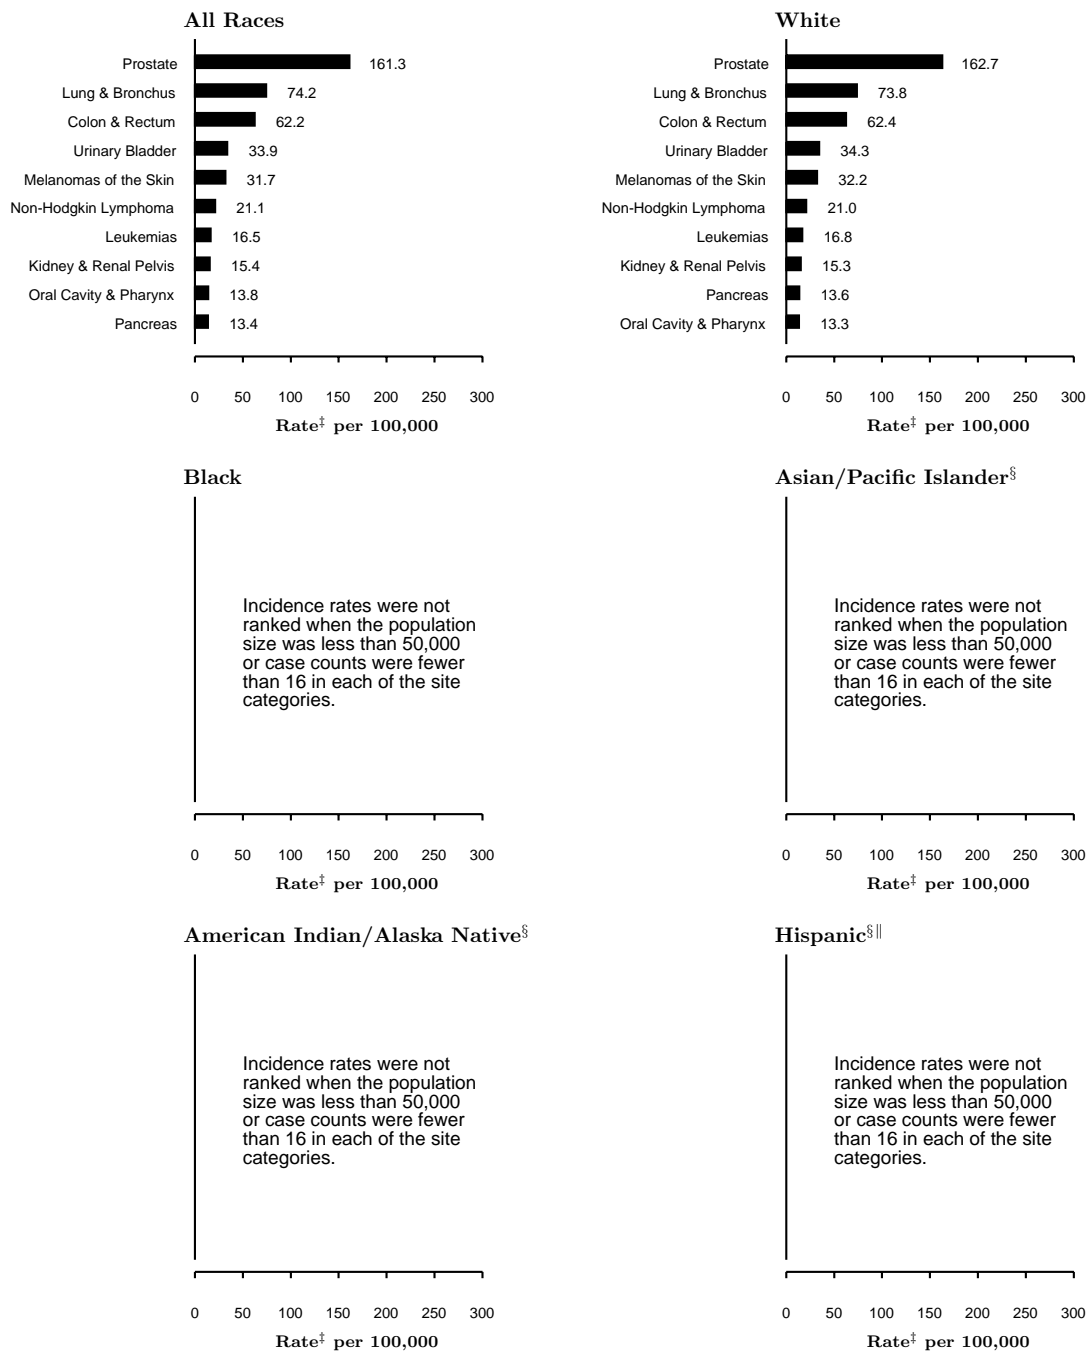 All Races
Prostate 161.3
Lung & Bronchus 74.2
Colon & Rectum 62.2
Urinary Bladder 33.9
Melanomas of the Skin 31.7
Non-Hodgkin Lymphoma 21.1
Leukemias 16.5
Kidney & Renal Pelvis 15.4
Oral Cavity & Pharynx 13.8
Pancreas 13.4
0 50 100 150 200 250 300
Rate‡ per 100,000
White
Prostate 162.7
Lung & Bronchus 73.8
Colon & Rectum 62.4
Urinary Bladder 34.3
Melanomas of the Skin 32.2
Non-Hodgkin Lymphoma 21.0
Leukemias 16.8
Kidney & Renal Pelvis 15.3
Pancreas 13.6
Oral Cavity & Pharynx 13.3
0 50 100 150 200 250 300
Rate‡ per 100,000
Black
Incidence rates were not
ranked when the population
size was less than 50,000
or case counts were fewer
than 16 in each of the site
categories.
0 50 100 150 200 250 300
Rate‡ per 100,000
Asian/Pacific Islander§
Incidence rates were not
ranked when the population
size was less than 50,000
or case counts were fewer
than 16 in each of the site
categories.
0 50 100 150 200 250 300
Rate‡ per 100,000
American Indian/Alaska Native§
Incidence rates were not
ranked when the population
size was less than 50,000
or case counts were fewer
than 16 in each of the site
categories.
0 50 100 150 200 250 300
Rate‡ per 100,000
Hispanic§‖
Incidence rates were not
ranked when the population
size was less than 50,000
or case counts were fewer
than 16 in each of the site
categories.
0 50 100 150 200 250 300
Rate‡ per 100,000